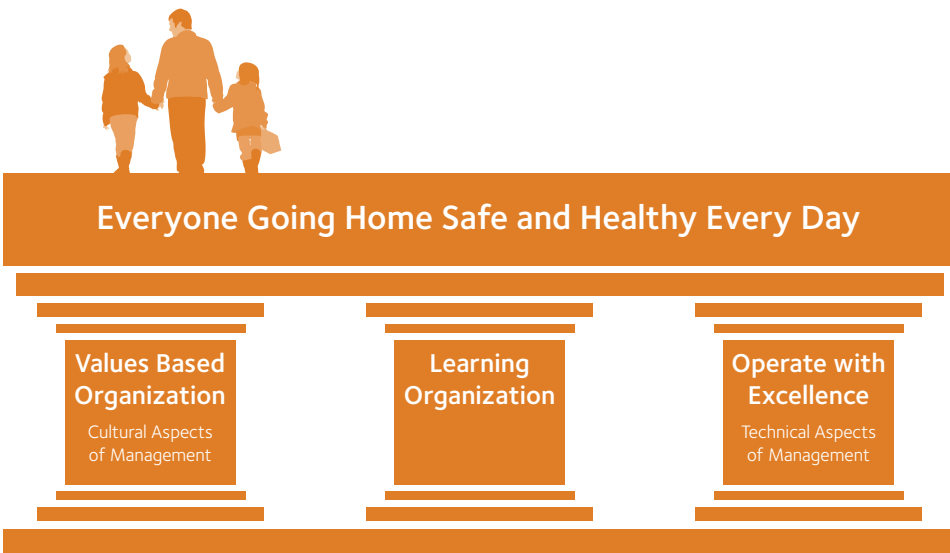 Everyone Going Home Safe and Healthy Every Day
Values Based
Organization
Cultural Aspects
of Management
Learning
Organization
Operate with
Excellence
Technical Aspects
of Management